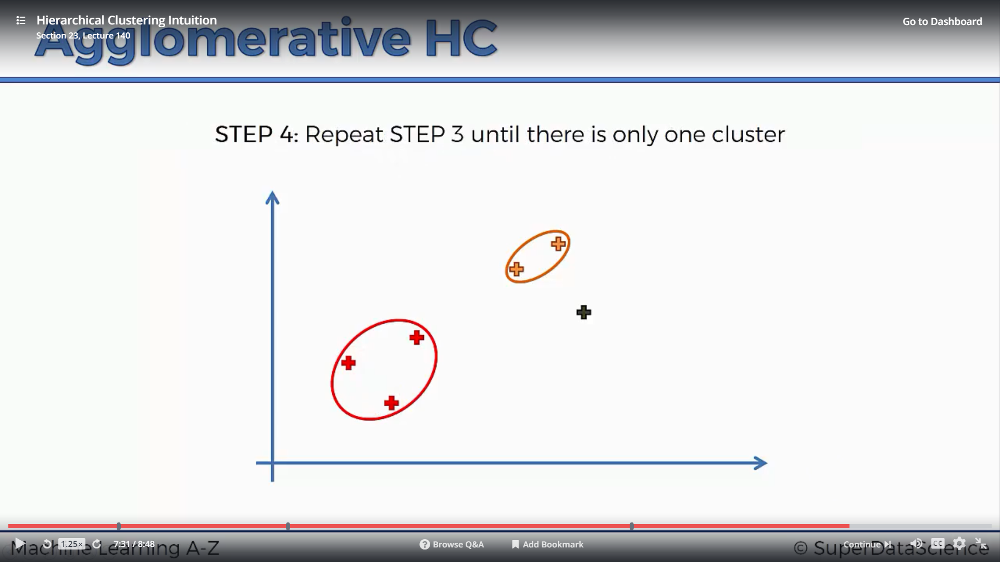 Hierarchical Clustering Intuition
Section 23, Lecture 140
Go to Dashboard
Agglomerative HC
STEP 4: Repeat STEP 3 until there is only one cluster
1.25×
7:31 / 8:48
Browse Q&A
Add Bookmark
Continue
CC
Machine Learning A-Z
© SuperDataScience